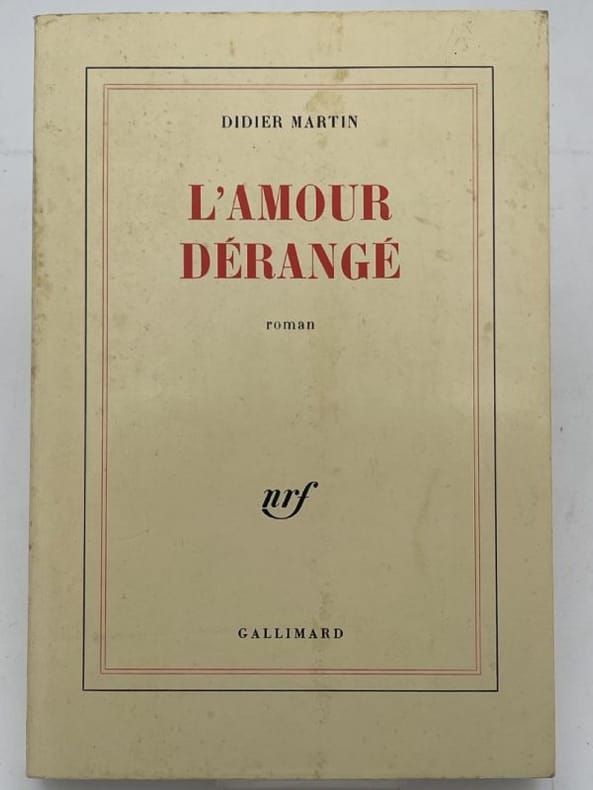 DIDIER MARTIN
L'AMOUR
DÉRANGÉ
roman
nrf
GALLIMARD